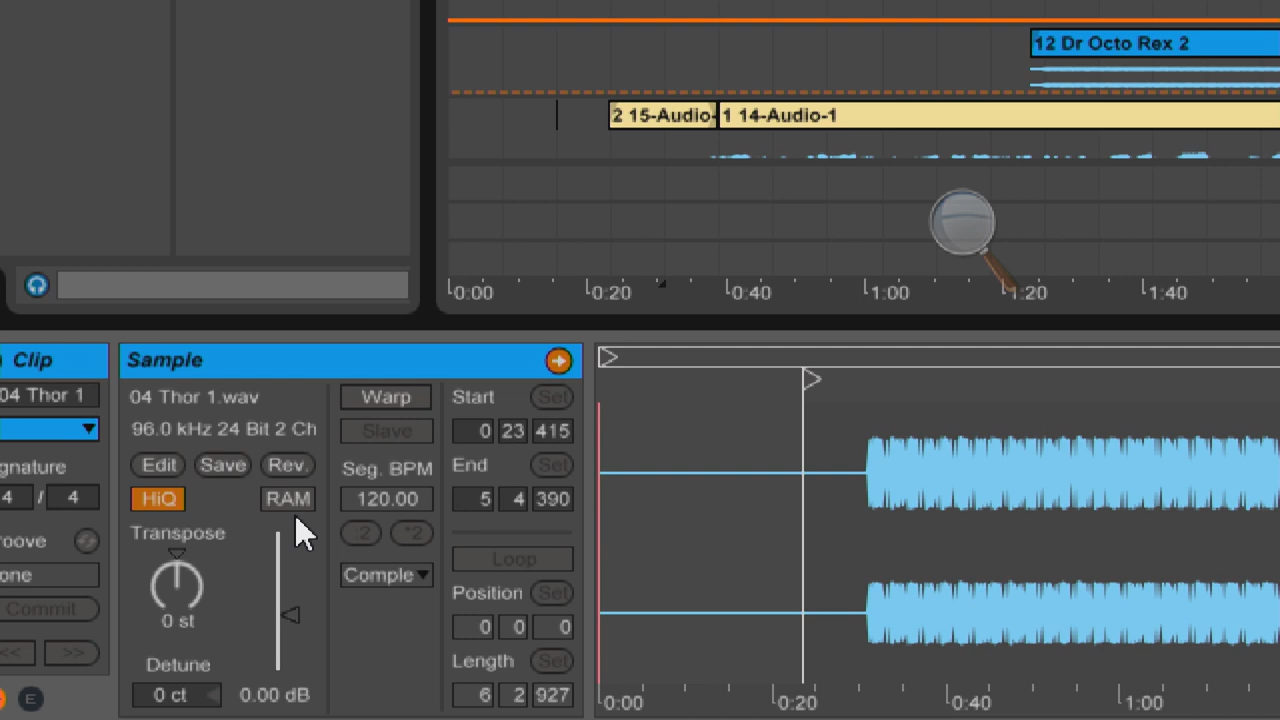 12 Dr Octo Rex 2
2 15-Audio-
1 14-Audio-1
0:00 0:20 0:40 1:00 1:20 1:40
Clip
Sample
04 Thor 1
04 Thor 1.wav
Warp
Start
Set
96.0 kHz 24 Bit 2 Ch
Slave
0 23 415
gnature
Edit Save Rev.
Seg. BPM
End
Set
4 / 4
HiQ
RAM
120.00
5 4 390
roove
Transpose
:2 *2
Loop
one
Comple
Position
Set
Commit
0 st
0 0 0
<< >>
Detune
Length
Set
E
0 ct
0.00 dB
6 2 927
0:00 0:20 0:40 1:00